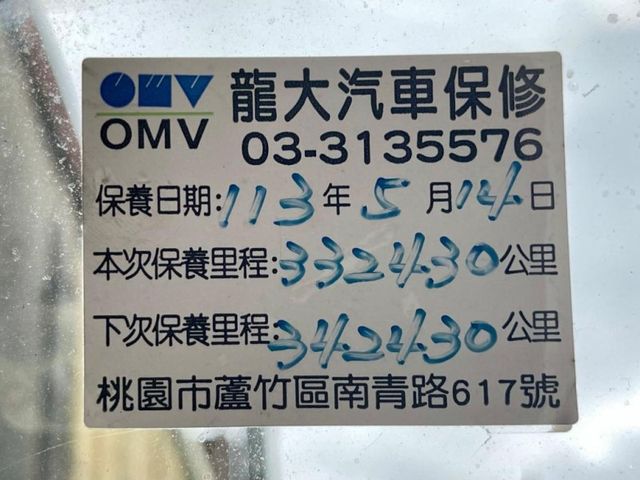 OMV 龍大汽車保修
OMV 03-3135576
保養日期:113年5月14日
本次保養里程:332430公里
下次保養里程:342430公里
桃園市蘆竹區南青路617號